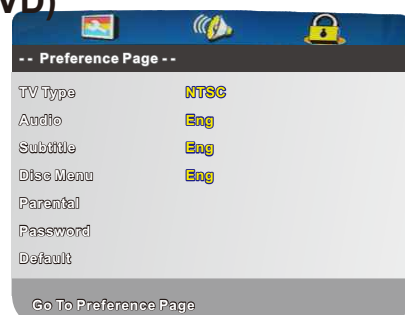 VD)
-- Preference Page --
TV Type NTSC
Audio Eng
Subtitle Eng
Disc Menu Eng
Parental
Password
Default
Go To Preference Page